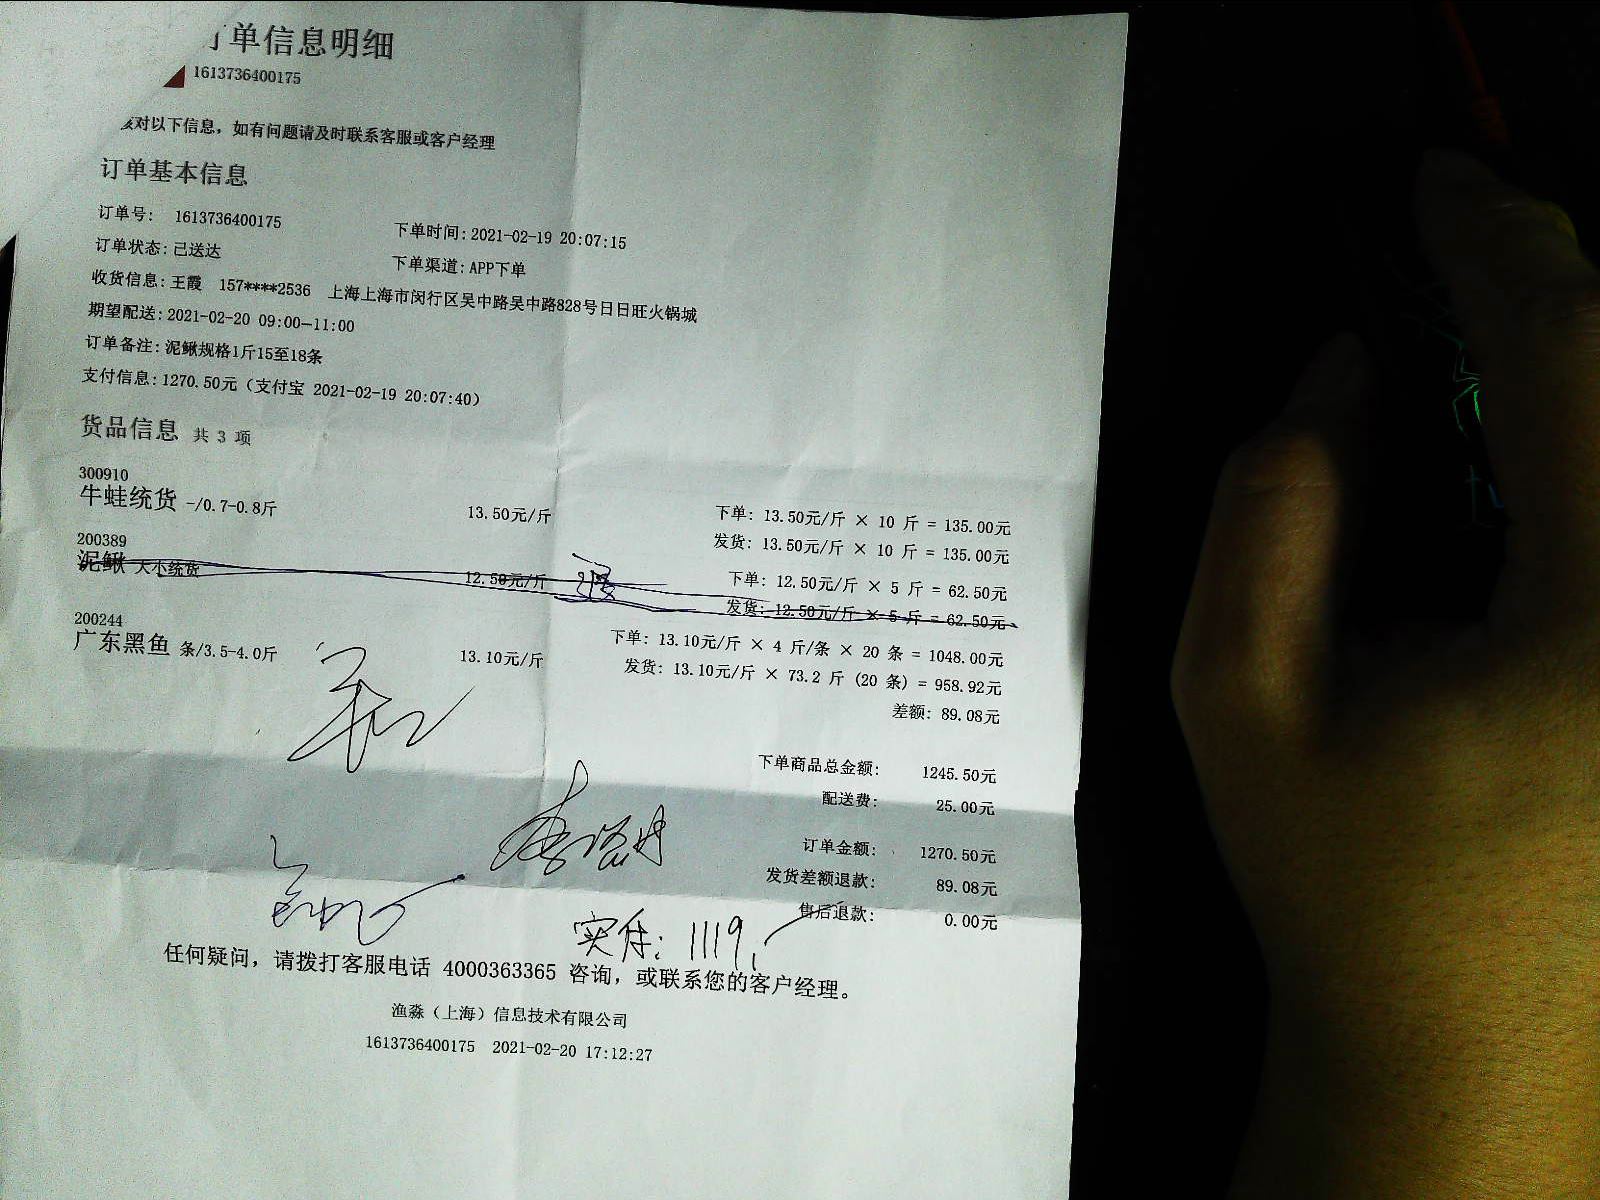 订单信息明细
1613736400175
核对以下信息，如有问题请及时联系客服或客户经理
订单基本信息
订单号： 1613736400175 下单时间：2021-02-19 20:07:15
订单状态：已送达 下单渠道：APP下单
收货信息：王霞 157****2536 上海上海市闵行区吴中路吴中路828号日日旺火锅城
期望配送：2021-02-20 09:00—11:00
订单备注：泥鳅规格1斤15至18条
支付信息：1270.50元（支付宝 2021-02-19 20:07:40）
货品信息 共 3 项
300910
牛蛙统货 -/0.7-0.8斤 13.50元/斤 下单：13.50元/斤 × 10 斤 = 135.00元
发货：13.50元/斤 × 10 斤 = 135.00元
200389
泥鳅 大小统货 12.50元/斤 下单：12.50元/斤 × 5 斤 = 62.50元
发货：12.50元/斤 × 5 斤 = 62.50元
200244
广东黑鱼 条/3.5-4.0斤 13.10元/斤 下单：13.10元/斤 × 4 斤/条 × 20 条 = 1048.00元
发货：13.10元/斤 × 73.2 斤 (20 条) = 958.92元
差额：89.08元
下单商品总金额： 1245.50元
配送费： 25.00元
订单金额： 1270.50元
发货差额退款： 89.08元
售后退款： 0.00元
实付：1119.
任何疑问，请拨打客服电话 4000363365 咨询，或联系您的客户经理。
渔淼（上海）信息技术有限公司
1613736400175 2021-02-20 17:12:27